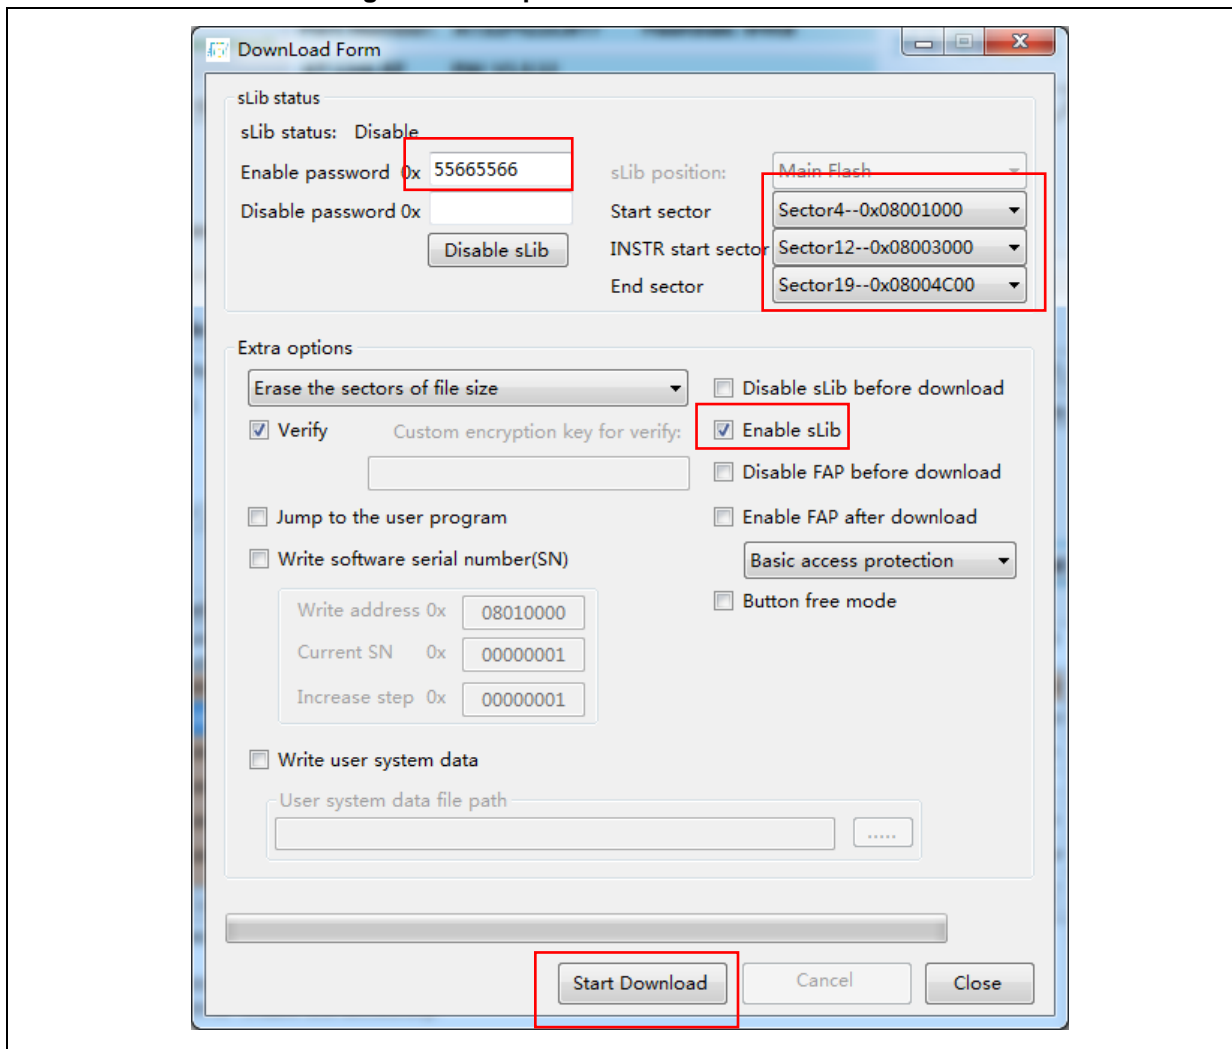 DownLoad Form
sLib status
sLib status: Disable
Enable password 0x 55665566 sLib position: Main Flash
Disable password 0x Start sector Sector4--0x08001000
Disable sLib INSTR start sector Sector12--0x08003000
End sector Sector19--0x08004C00
Extra options
Erase the sectors of file size Disable sLib before download
Verify Custom encryption key for verify: Enable sLib
Disable FAP before download
Jump to the user program Enable FAP after download
Write software serial number(SN) Basic access protection
Write address 0x 08010000 Button free mode
Current SN 0x 00000001
Increase step 0x 00000001
Write user system data
User system data file path
.....
Start Download Cancel Close